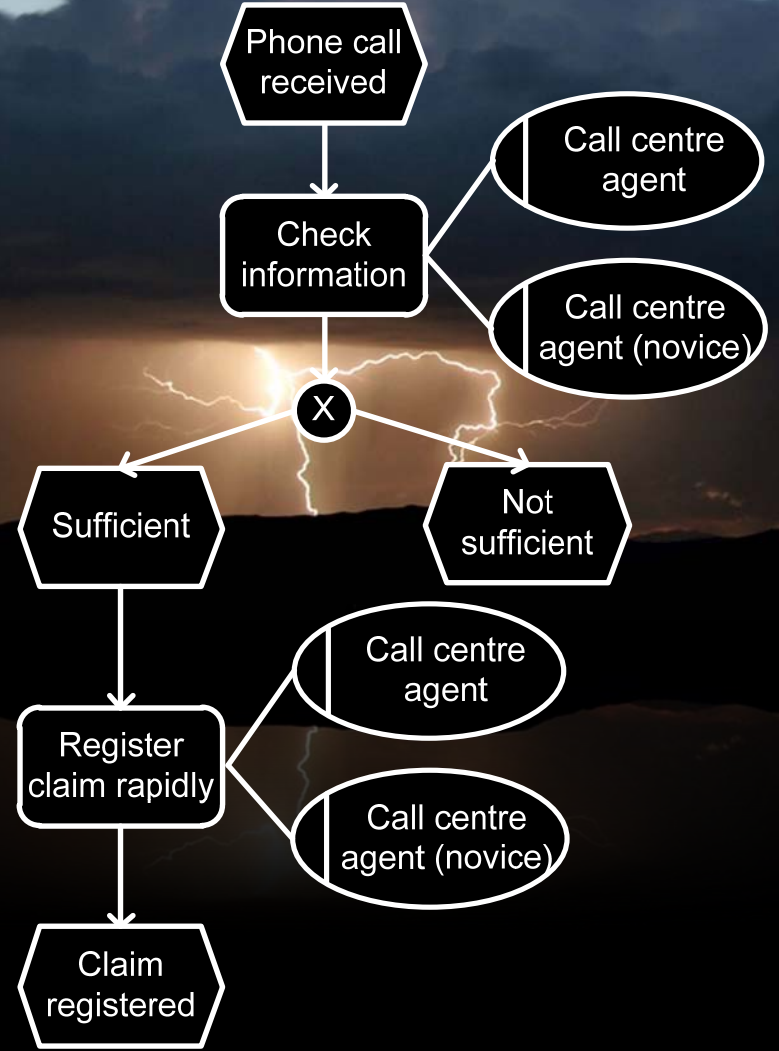 Phone call
received
Call centre
agent
Check
information
Call centre
agent (novice)
X
Sufficient
Not
sufficient
Call centre
agent
Register
claim rapidly
Call centre
agent (novice)
Claim
registered